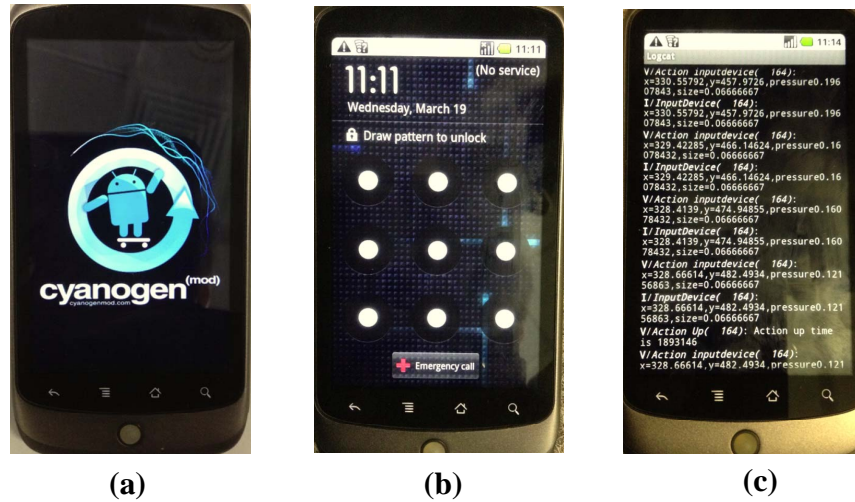 cyanogen(mod)
cyanogenmod.com
(a)
11:11
11:11
(No service)
Wednesday, March 19
Draw pattern to unlock
Emergency call
(b)
11:14
Logcat
V/Action inputdevice( 164):
x=330.55792,y=457.9726,pressure0.196
07843,size=0.06666667
I/InputDevice( 164):
x=330.55792,y=457.9726,pressure0.196
07843,size=0.06666667
V/Action inputdevice( 164):
x=329.42285,y=466.14624,pressure0.16
078432,size=0.06666667
I/InputDevice( 164):
x=329.42285,y=466.14624,pressure0.16
078432,size=0.06666667
V/Action inputdevice( 164):
x=328.4139,y=474.94855,pressure0.160
78432,size=0.06666667
I/InputDevice( 164):
x=328.4139,y=474.94855,pressure0.160
78432,size=0.06666667
V/Action inputdevice( 164):
x=328.66614,y=482.4934,pressure0.121
56863,size=0.06666667
I/InputDevice( 164):
x=328.66614,y=482.4934,pressure0.121
56863,size=0.06666667
V/Action Up( 164): Action up time
is 1893146
V/Action inputdevice( 164):
x=328.66614,y=482.4934,pressure0.121
(c)